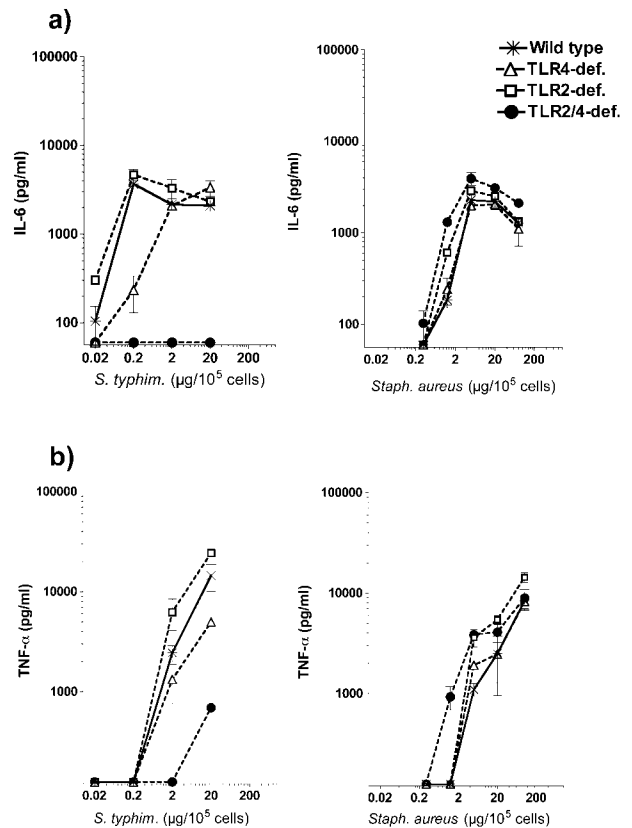 a)
Wild type
TLR4-def.
TLR2-def.
TLR2/4-def.
IL-6 (pg/ml)
100000
10000
1000
100
0.02 0.2 2 20 200
S. typhim. (µg/10⁵ cells)
IL-6 (pg/ml)
100000
10000
1000
100
0.02 0.2 2 20 200
Staph. aureus (µg/10⁵ cells)
b)
TNF-α (pg/ml)
100000
10000
1000
0.02 0.2 2 20 200
S. typhim. (µg/10⁵ cells)
TNF-α (pg/ml)
100000
10000
1000
0.02 0.2 2 20 200
Staph. aureus (µg/10⁵ cells)